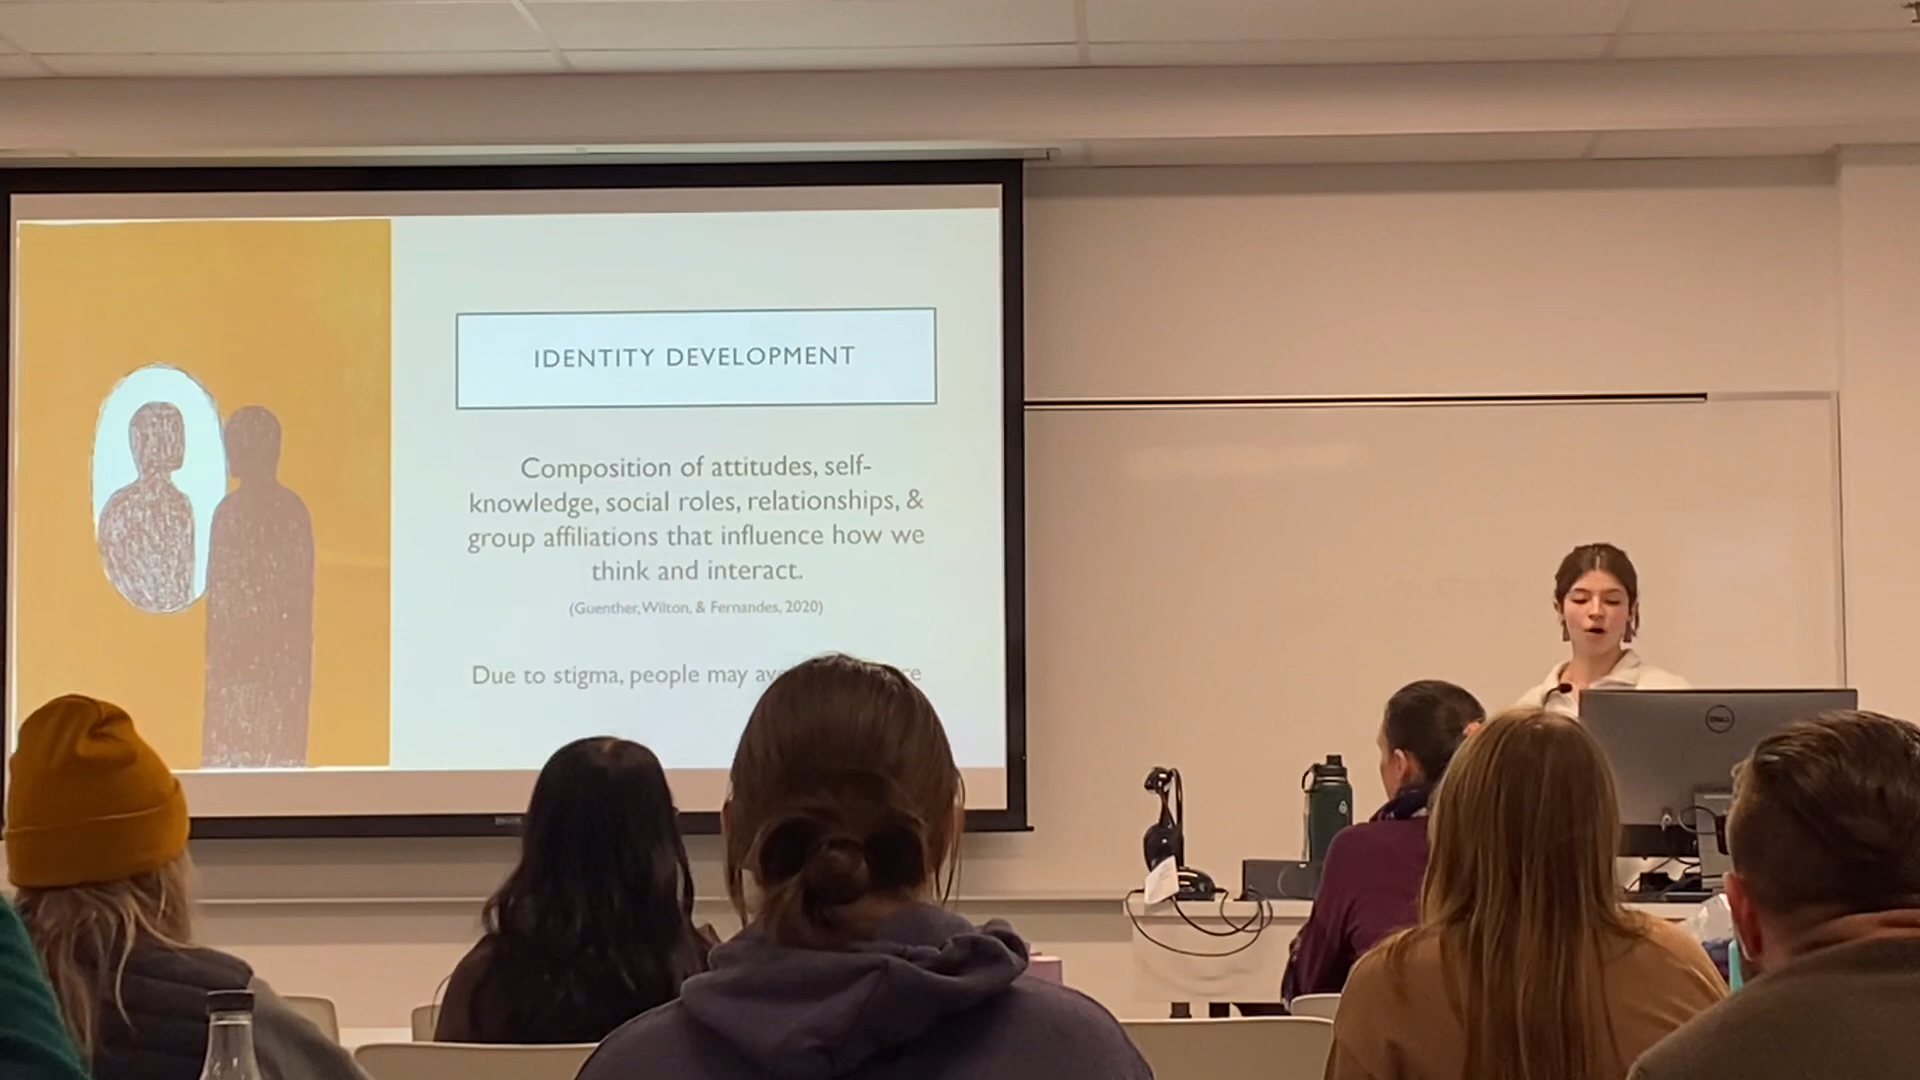 IDENTITY DEVELOPMENT
Composition of attitudes, self-
knowledge, social roles, relationships, &
group affiliations that influence how we
think and interact.
(Guenther, Wilton, & Fernandes, 2020)
Due to stigma, people may
DELL